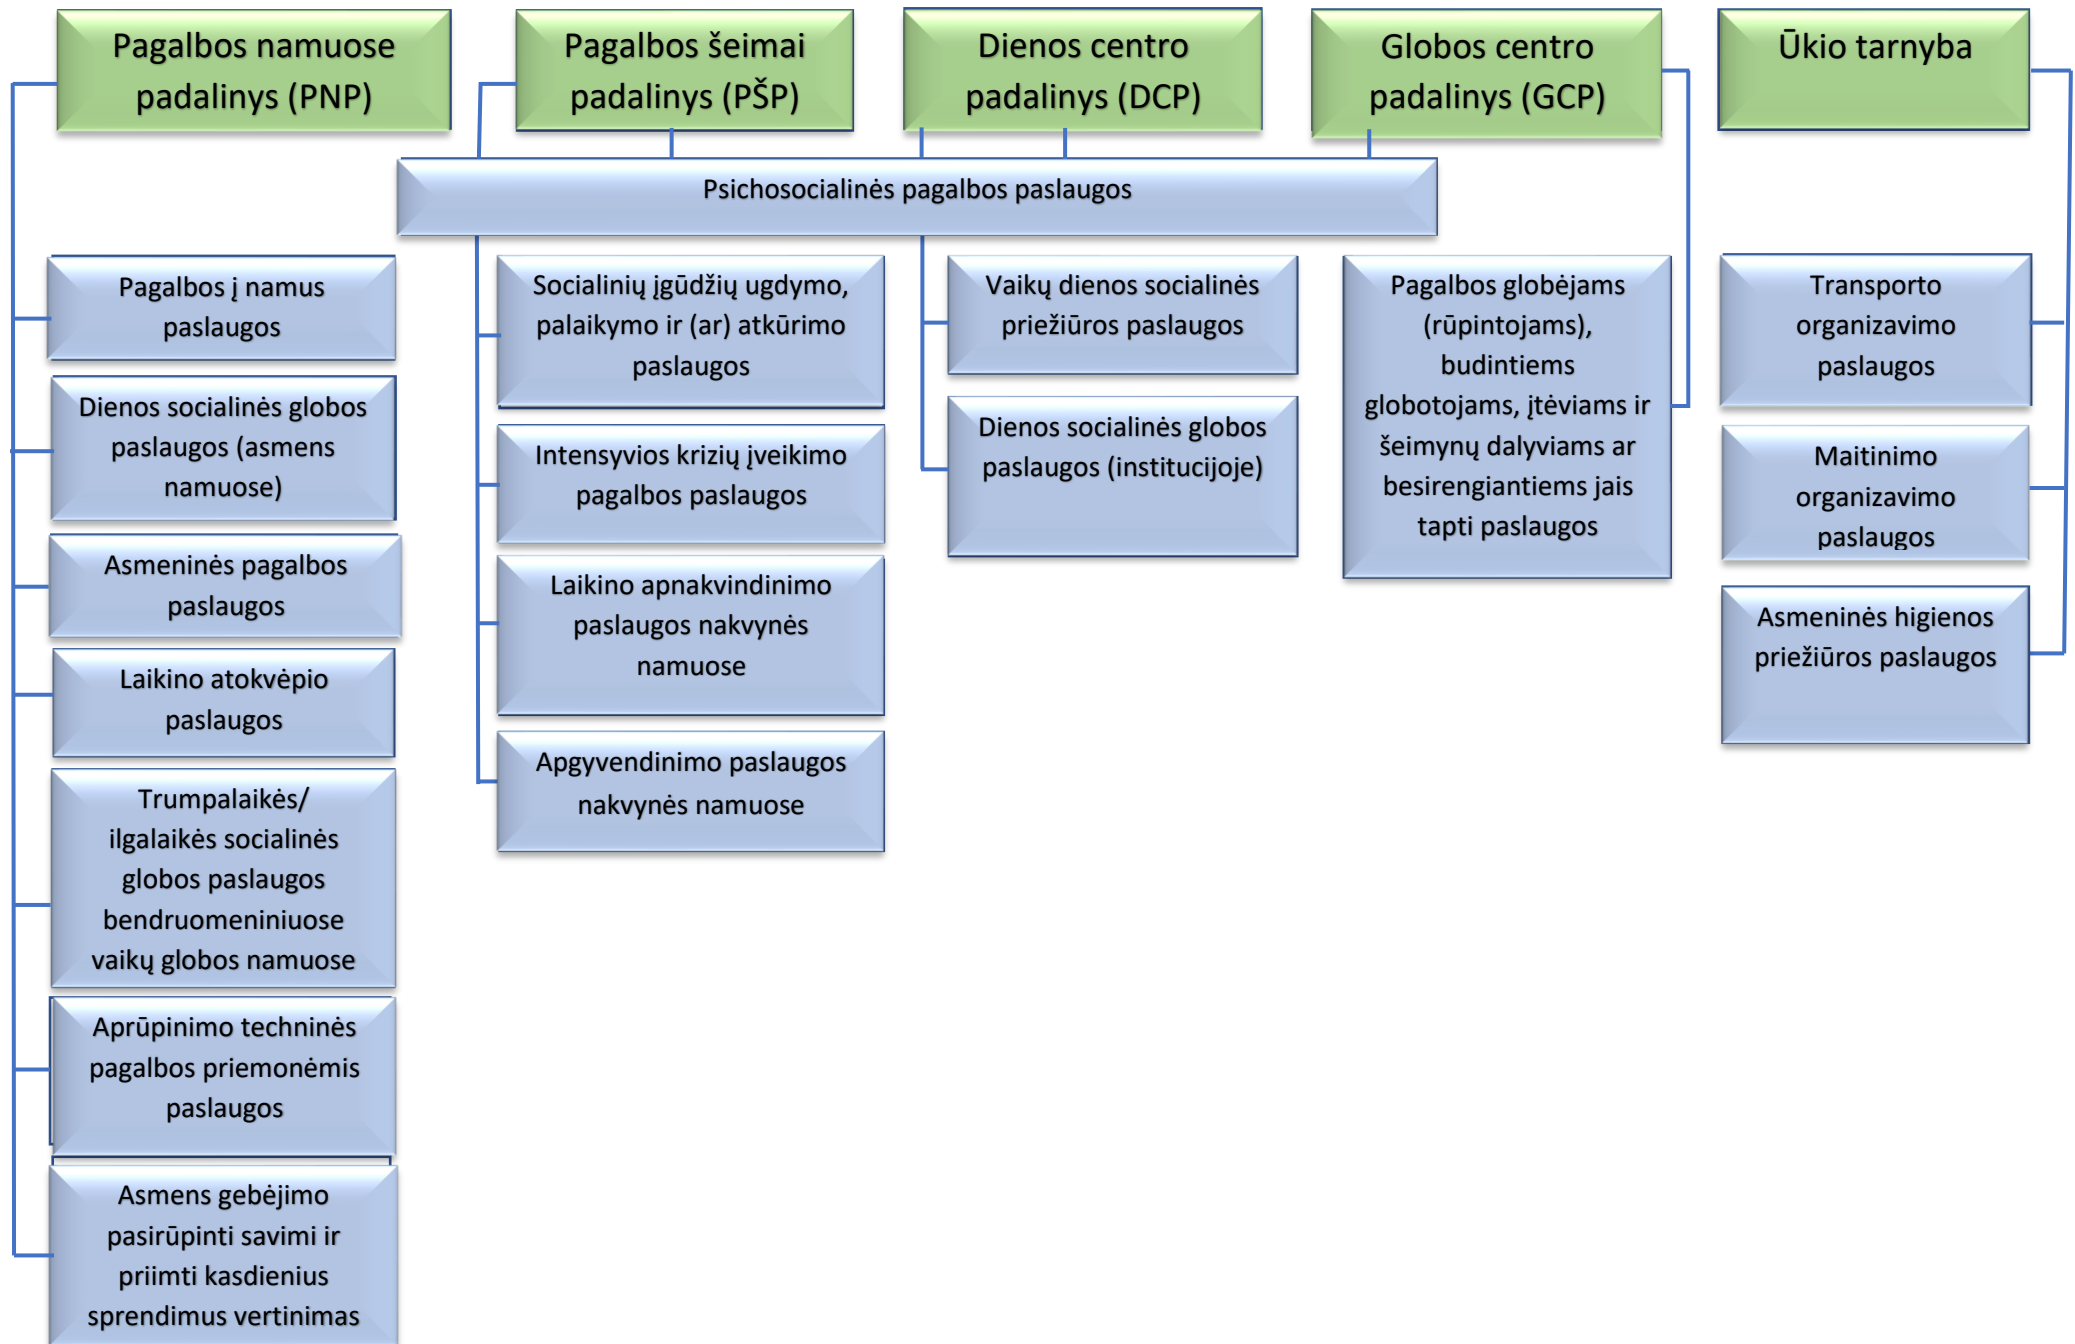 Pagalbos namuose
padalinys (PNP)
Pagalbos šeimai
padalinys (PŠP)
Dienos centro
padalinys (DCP)
Globos centro
padalinys (GCP)
Ūkio tarnyba
Psichosocialinės pagalbos paslaugos
Pagalbos į namus
paslaugos
Dienos socialinės globos
paslaugos (asmens
namuose)
Asmeninės pagalbos
paslaugos
Laikino atokvėpio
paslaugos
Trumpalaikės/
ilgalaikės socialinės
globos paslaugos
bendruomeniniuose
vaikų globos namuose
Aprūpinimo techninės
pagalbos priemonėmis
paslaugos
Asmens gebėjimo
pasirūpinti savimi ir
priimti kasdienius
sprendimus vertinimas
Socialinių įgūdžių ugdymo,
palaikymo ir (ar) atkūrimo
paslaugos
Intensyvios krizių įveikimo
pagalbos paslaugos
Laikino apnakvindinimo
paslaugos nakvynės
namuose
Apgyvendinimo paslaugos
nakvynės namuose
Vaikų dienos socialinės
priežiūros paslaugos
Dienos socialinės globos
paslaugos (institucijoje)
Pagalbos globėjams
(rūpintojams),
budintiems
globotojams, įtėviams ir
šeimynų dalyviams ar
besirengiantiems jais
tapti paslaugos
Transporto
organizavimo
paslaugos
Maitinimo
organizavimo
paslaugos
Asmeninės higienos
priežiūros paslaugos